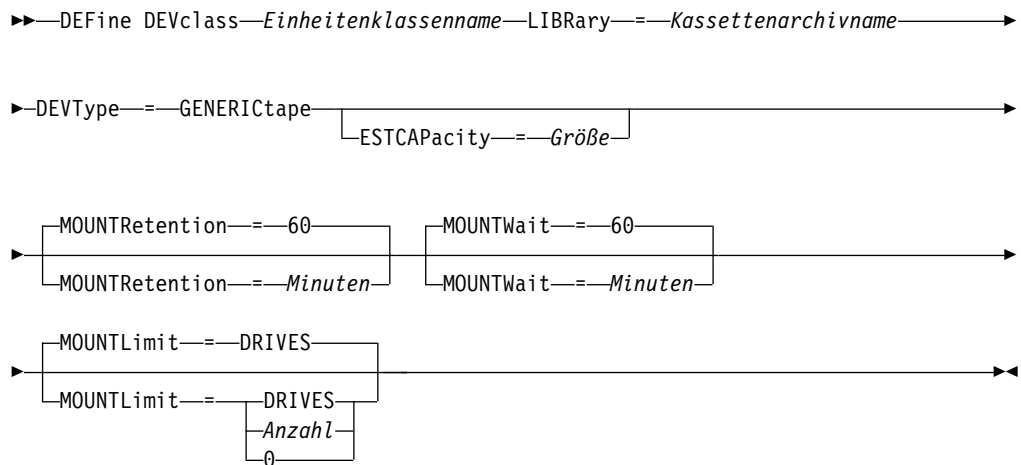 DEFine DEVclass Einheitenklassenname LIBRary = Kassettenarchivname
DEVType = GENERICtape
ESTCAPacity = Größe
MOUNTRetention = 60 MOUNTWait = 60
MOUNTRetention = Minuten MOUNTWait = Minuten
MOUNTLimit = DRIVES
MOUNTLimit = DRIVES
Anzahl
0